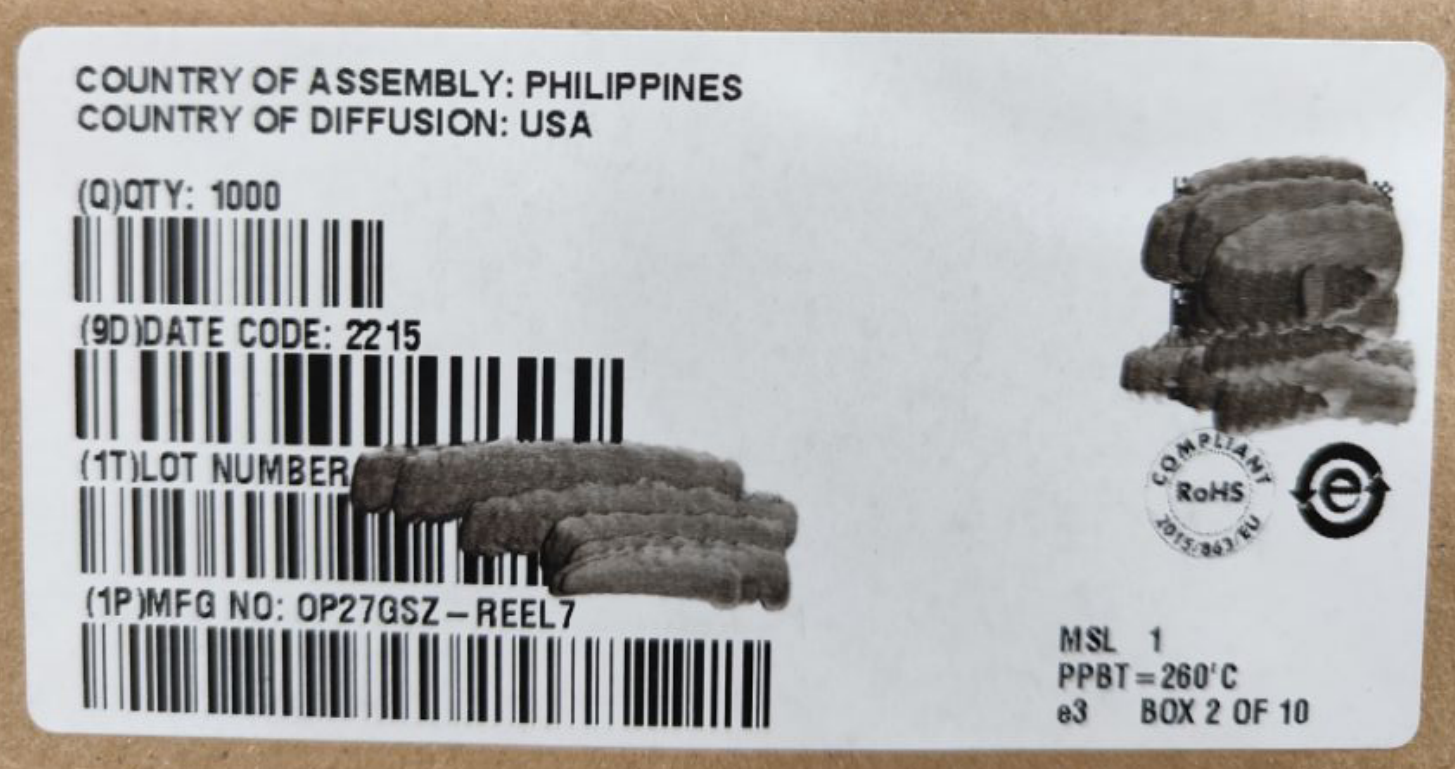 COUNTRY OF ASSEMBLY: PHILIPPINES
COUNTRY OF DIFFUSION: USA
(Q)QTY: 1000
(9D)DATE CODE: 2215
(1T)LOT NUMBER
(1P)MFG NO: OP27GSZ-REEL7
COMPLIANT
RoHS
2015/863/EU
e
MSL 1
PPBT=260'C
e3 BOX 2 OF 10